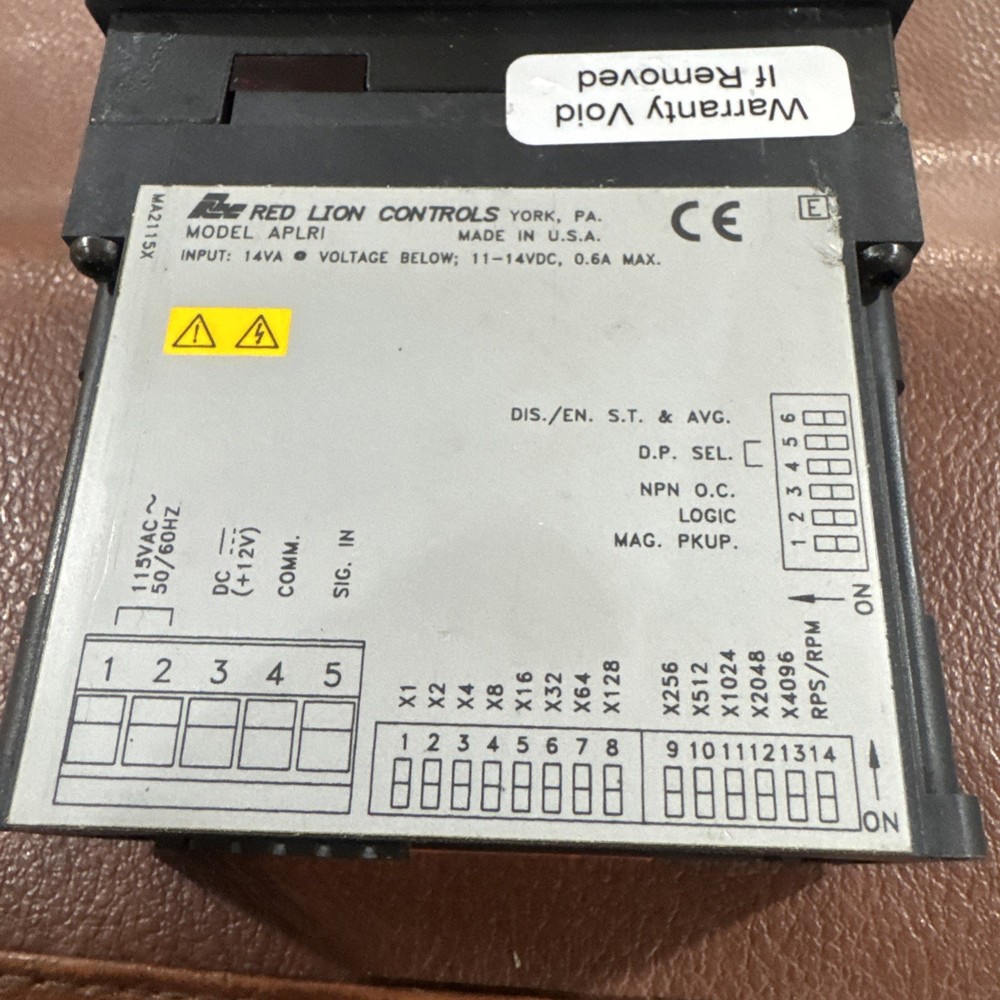 Warranty Void
If Removed
MA2115X
RLC RED LION CONTROLS YORK, PA.
MODEL APLRI MADE IN U.S.A.
INPUT: 14VA @ VOLTAGE BELOW; 11-14VDC, 0.6A MAX.
CE
E
DIS./EN. S.T. & AVG.
D.P. SEL.
NPN O.C.
LOGIC
MAG. PKUP.
6
5
4
3
2
1
ON
115VAC ~
50/60HZ
DC
(+12V)
COMM.
SIG. IN
1 2 3 4 5
X1
X2
X4
X8
X16
X32
X64
X128
X256
X512
X1024
X2048
X4096
RPS/RPM
1 2 3 4 5 6 7 8 9 10 11 12 13 14
ON